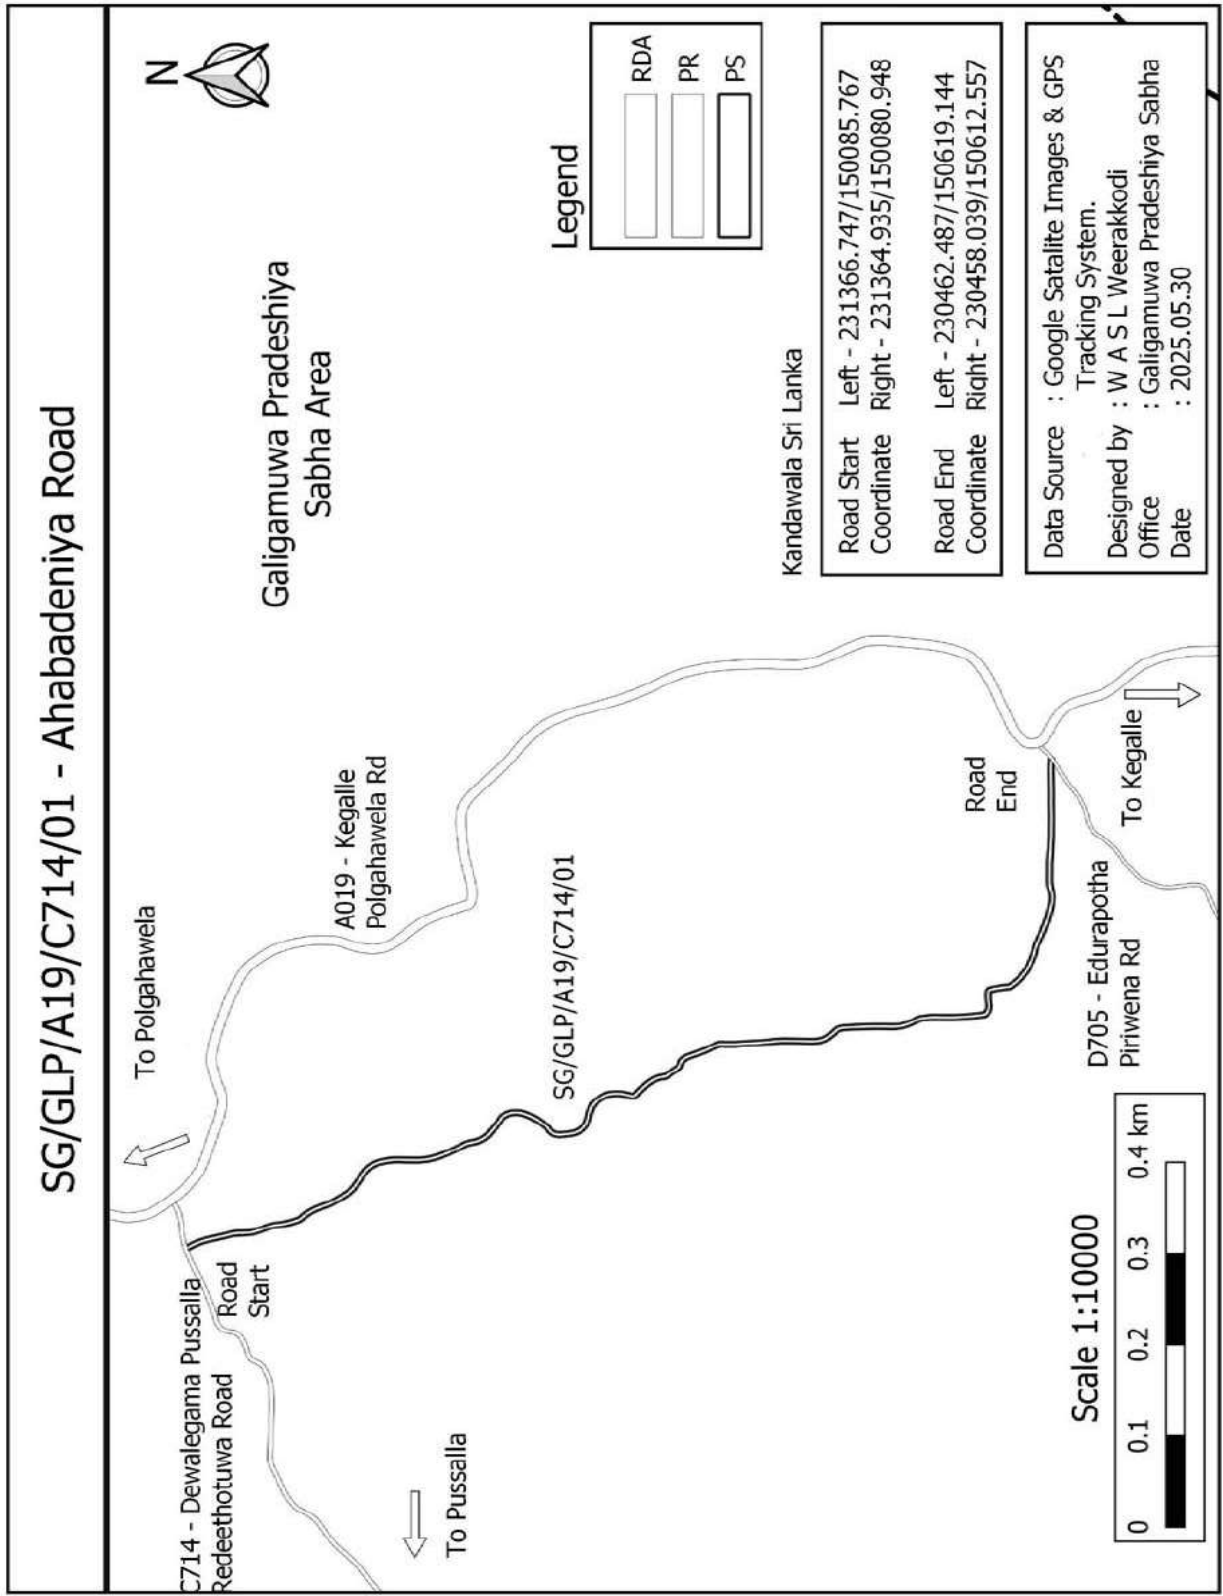 SG/GLP/A19/C714/01 - Ahabadeniya Road
N
To Polgahawela
Galigamuwa Pradeshiya
Sabha Area
C714 - Dewalegama Pussalla
Redeethotuwa Road
Road
Start
A019 - Kegalle
Polgahawela Rd
To Pussalla
SG/GLP/A19/C714/01
Legend
RDA
PR
PS
Kandawala Sri Lanka
Road Start Left - 231366.747/150085.767
Coordinate Right - 231364.935/150080.948
Road End Left - 230462.487/150619.144
Coordinate Right - 230458.039/150612.557
Road
End
D705 - Edurapotha
Piriwena Rd
To Kegalle
Scale 1:10000
0 0.1 0.2 0.3 0.4 km
Data Source : Google Satalite Images & GPS
Tracking System.
Designed by : W A S L Weerakkodi
Office : Galigamuwa Pradeshiya Sabha
Date : 2025.05.30